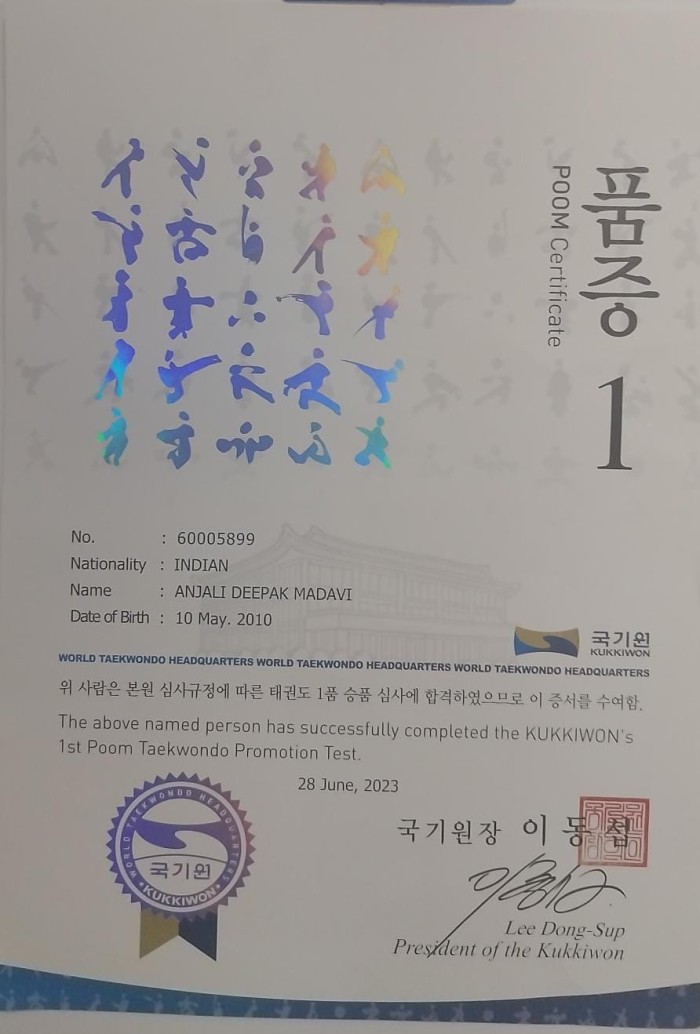 품증 1
POOM Certificate
No. : 60005899
Nationality : INDIAN
Name : ANJALI DEEPAK MADAVI
Date of Birth : 10 May. 2010
국기원
KUKKIWON
WORLD TAEKWONDO HEADQUARTERS WORLD TAEKWONDO HEADQUARTERS WORLD TAEKWONDO HEADQUARTERS
위 사람은 본원 심사규정에 따른 태권도 1품 승품 심사에 합격하였으므로 이 증서를 수여함.
The above named person has successfully completed the KUKKIWON's
1st Poom Taekwondo Promotion Test.
28 June, 2023
WORLD TAEKWONDO HEADQUARTERS
국기원
KUKKIWON
국기원장 이동섭
Lee Dong-Sup
President of the Kukkiwon